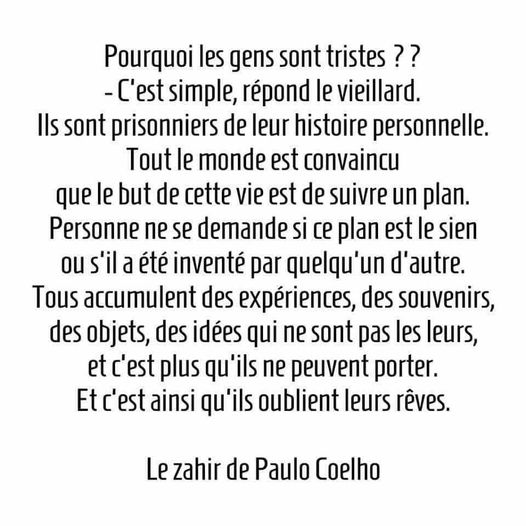 Pourquoi les gens sont tristes ??
- C'est simple, répond le vieillard.
Ils sont prisonniers de leur histoire personnelle.
Tout le monde est convaincu
que le but de cette vie est de suivre un plan.
Personne ne se demande si ce plan est le sien
ou s'il a été inventé par quelqu'un d'autre.
Tous accumulent des expériences, des souvenirs,
des objets, des idées qui ne sont pas les leurs,
et c'est plus qu'ils ne peuvent porter.
Et c'est ainsi qu'ils oublient leurs rêves.
Le zahir de Paulo Coelho